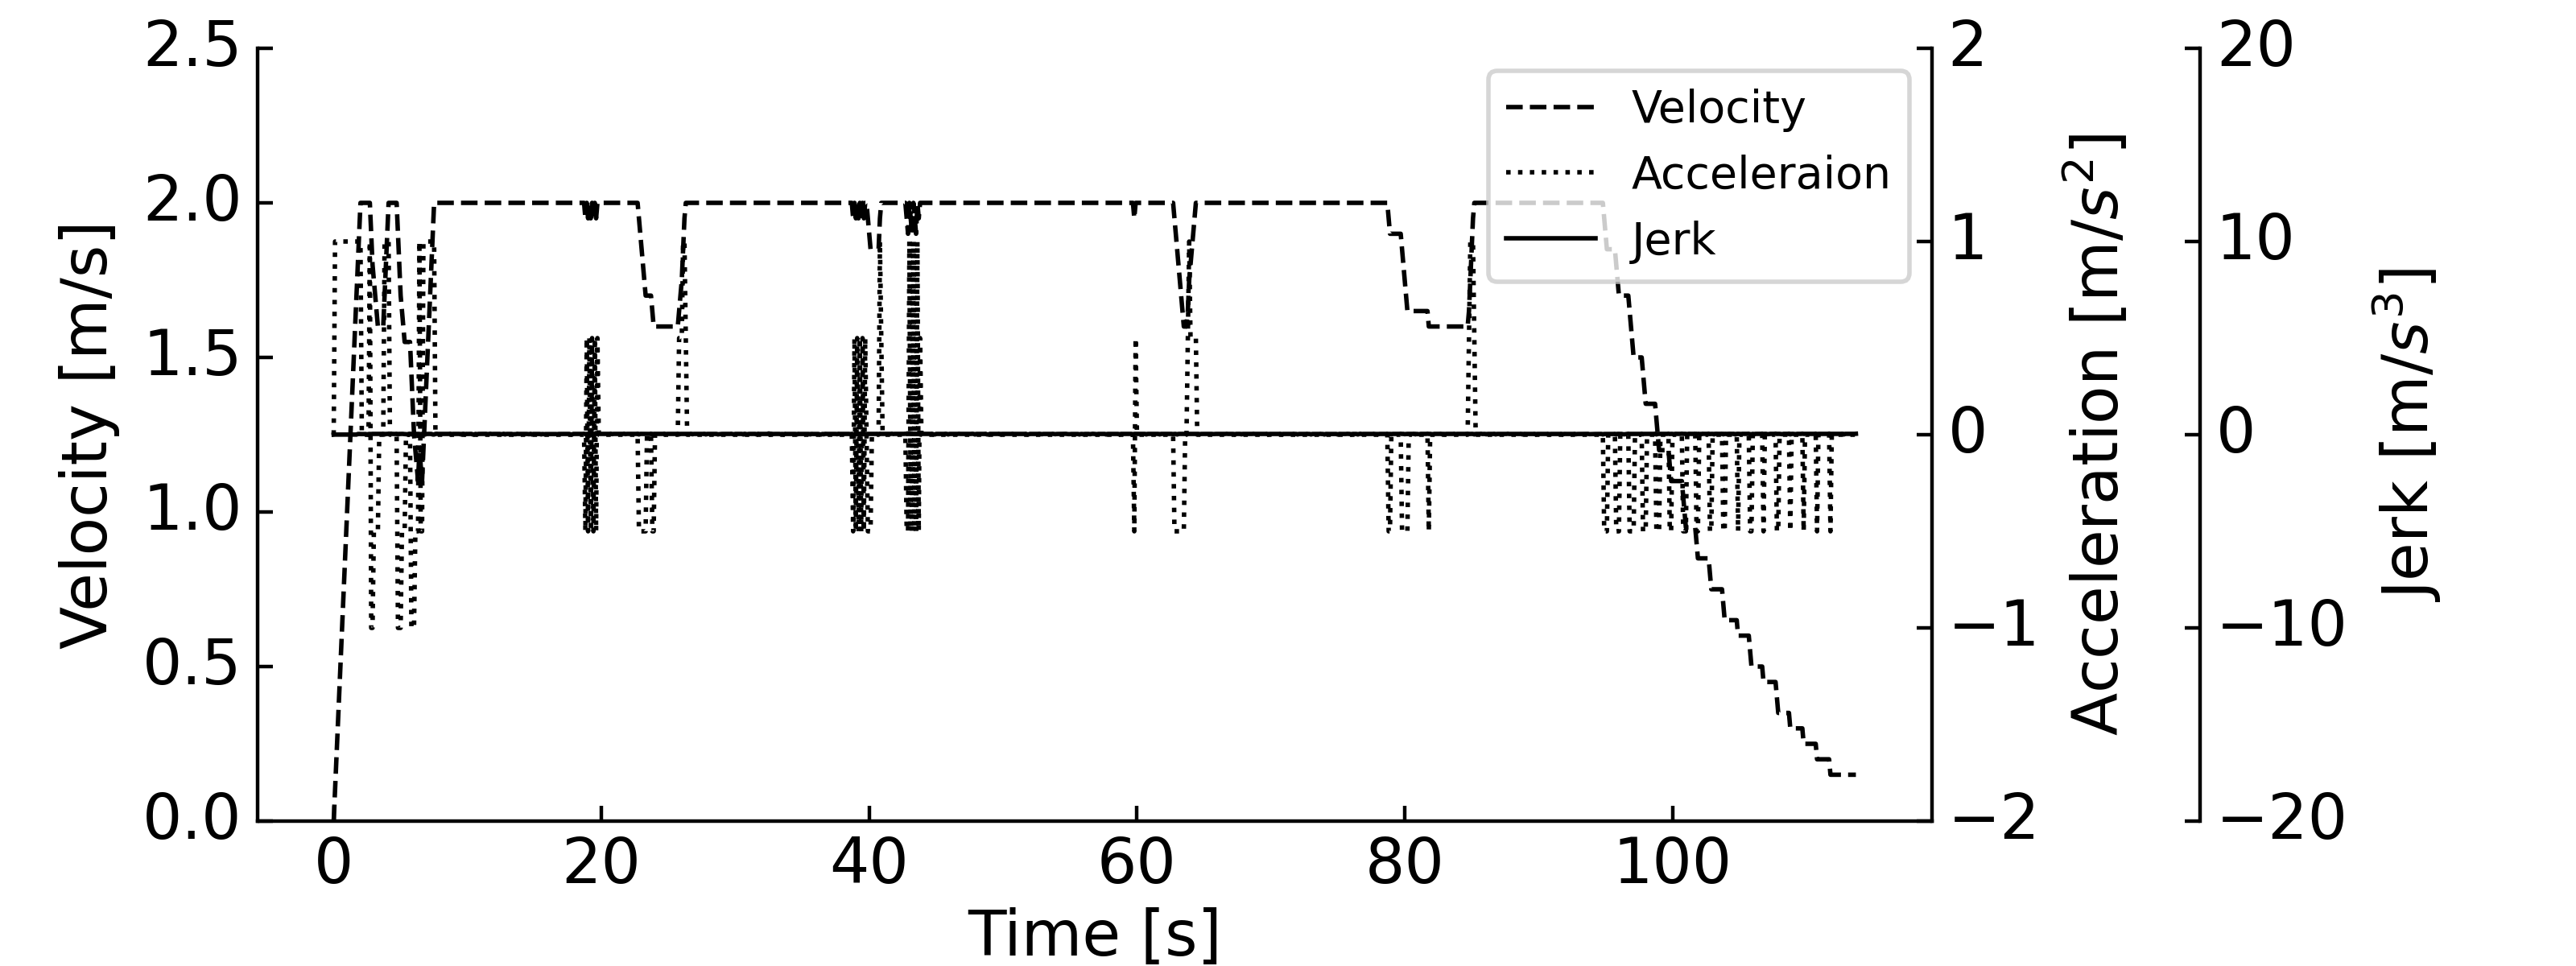 2.5
2.0
1.5
1.0
0.5
0.0
Velocity [m/s]
0 20 40 60 80 100
Time [s]
Velocity
Acceleraion
Jerk
2
1
0
−1
−2
Acceleration [m/s²]
20
10
0
−10
−20
Jerk [m/s³]